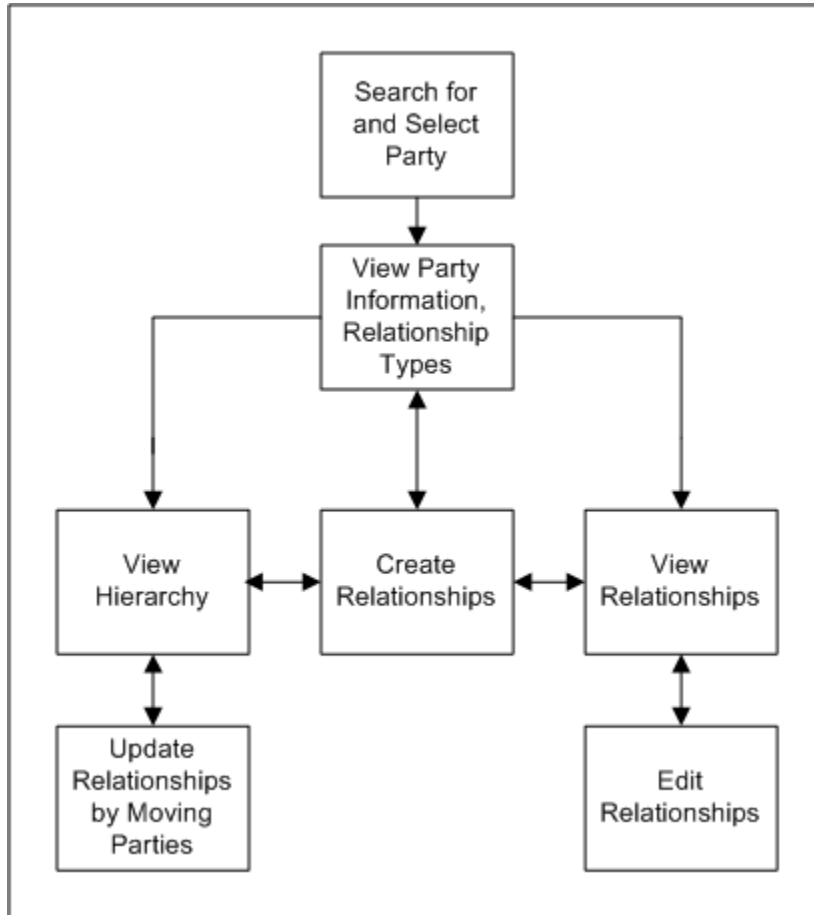 Search for
and Select
Party
View Party
Information,
Relationship
Types
View
Hierarchy
Create
Relationships
View
Relationships
Update
Relationships
by Moving
Parties
Edit
Relationships